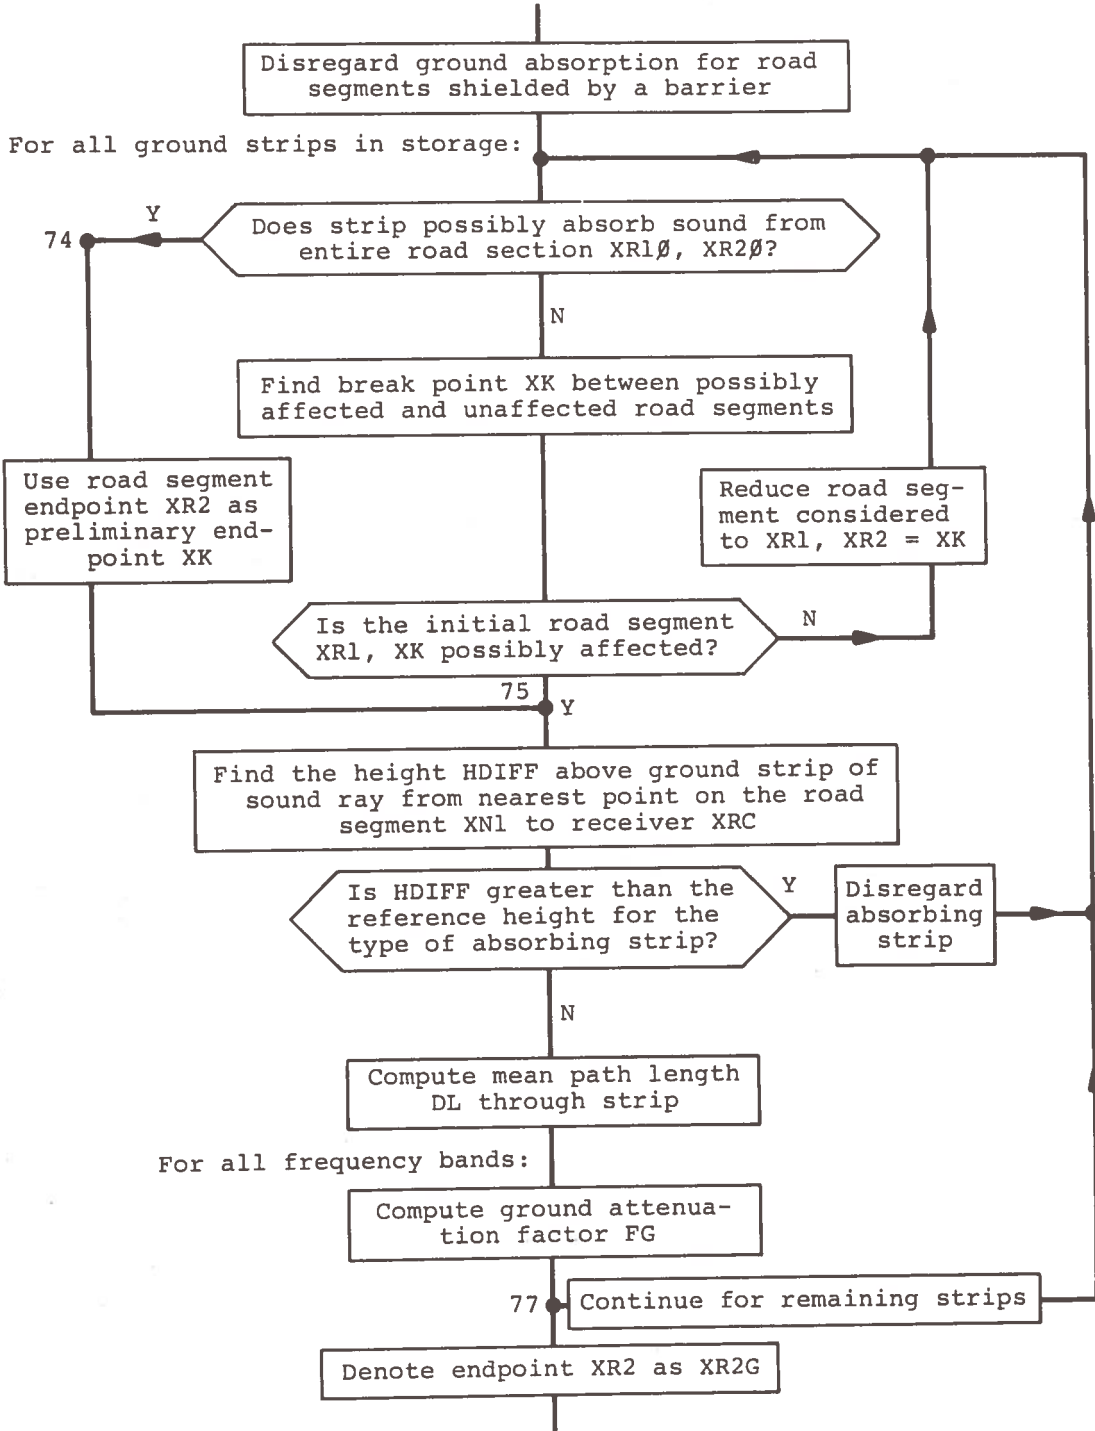 Disregard ground absorption for road
segments shielded by a barrier
For all ground strips in storage:
Y
74
Does strip possibly absorb sound from
entire road section XR1Ø, XR2Ø?
N
Find break point XK between possibly
affected and unaffected road segments
Use road segment
endpoint XR2 as
preliminary end-
point XK
Reduce road seg-
ment considered
to XR1, XR2 = XK
Is the initial road segment
XR1, XK possibly affected?
N
75
Y
Find the height HDIFF above ground strip of
sound ray from nearest point on the road
segment XN1 to receiver XRC
Is HDIFF greater than the
reference height for the
type of absorbing strip?
Y
Disregard
absorbing
strip
N
Compute mean path length
DL through strip
For all frequency bands:
Compute ground attenua-
tion factor FG
77
Continue for remaining strips
Denote endpoint XR2 as XR2G